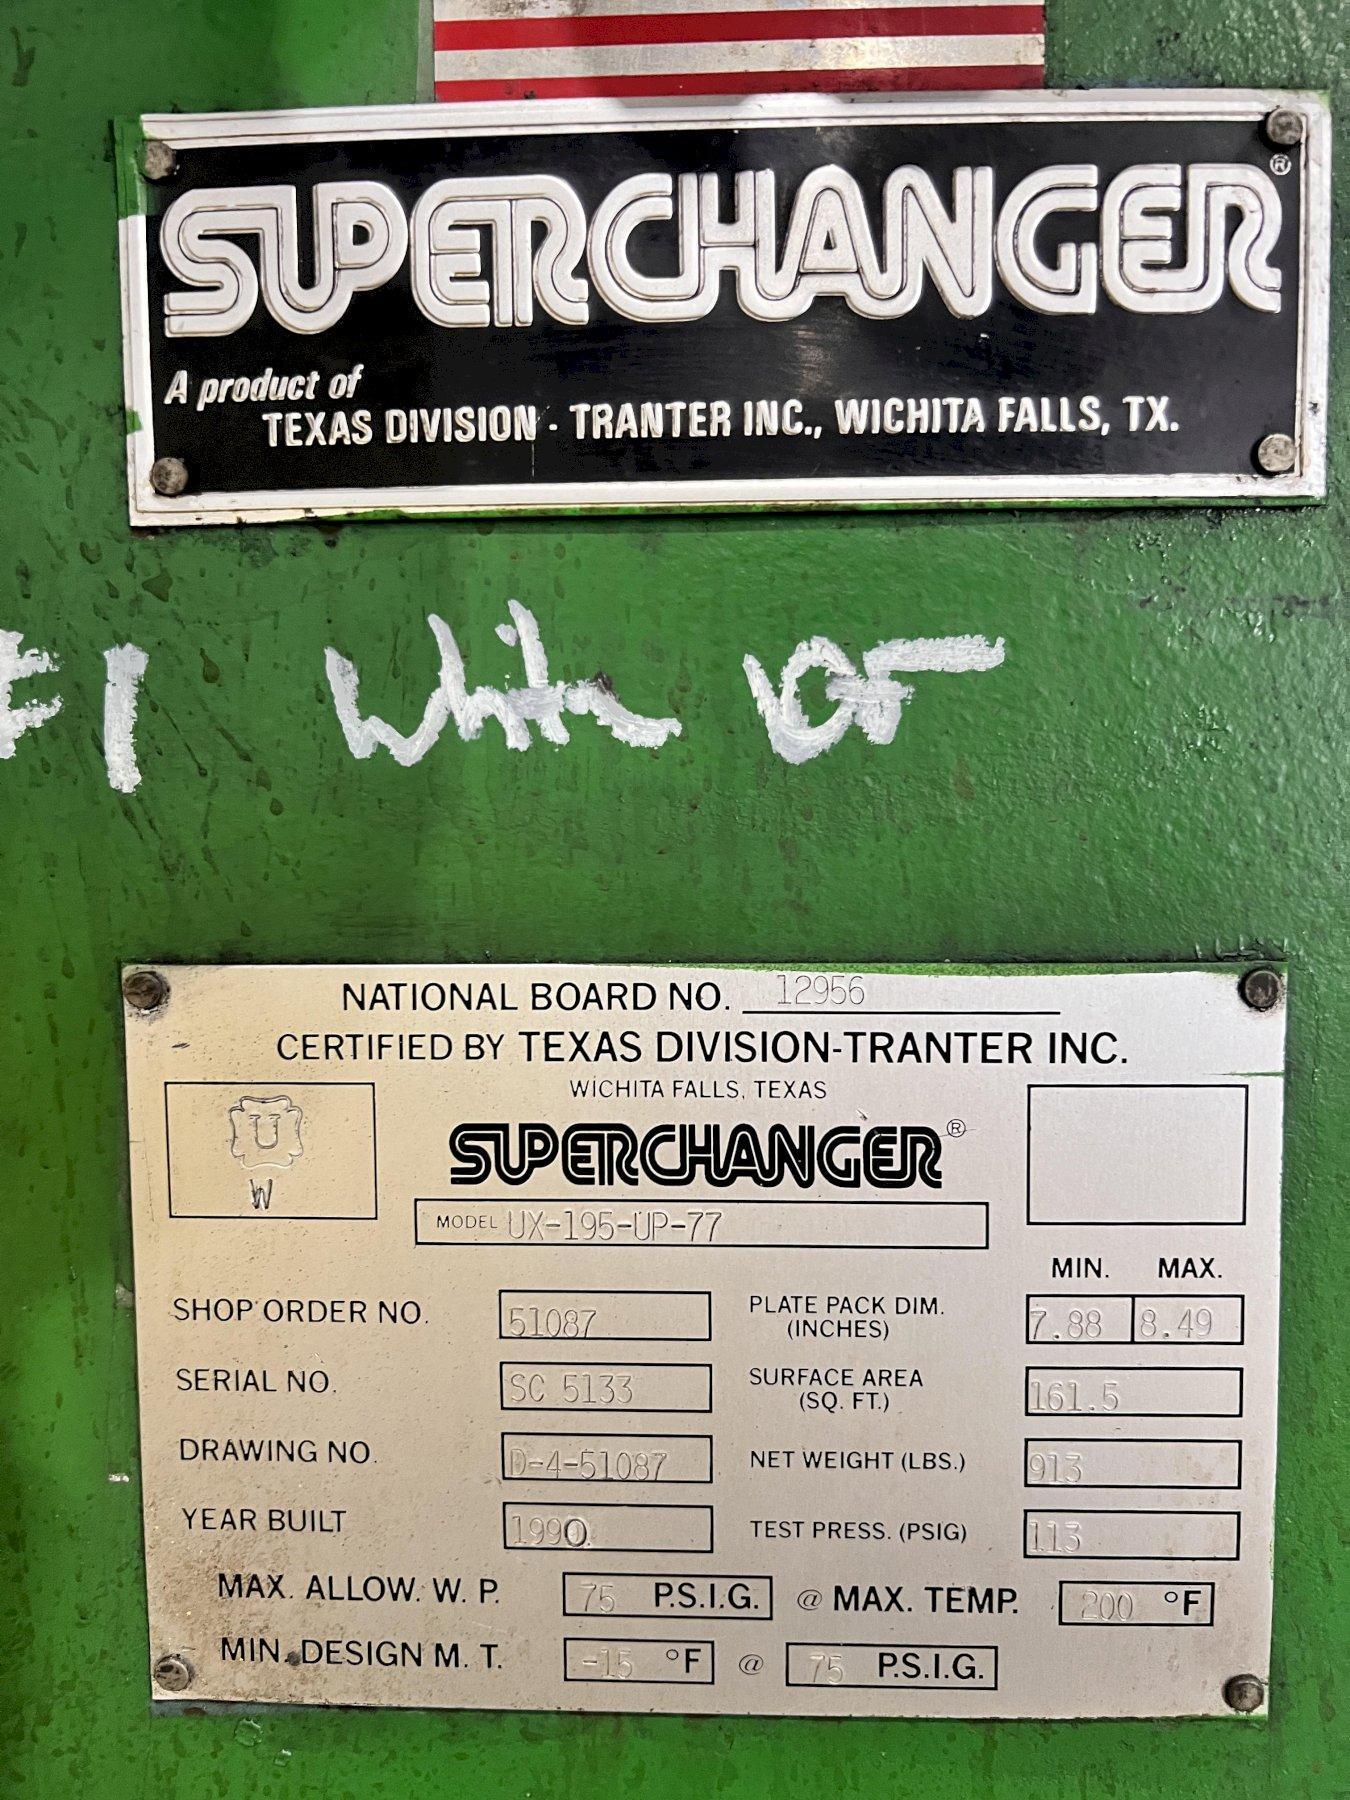 SUPERCHANGER®
A product of
TEXAS DIVISION - TRANTER INC., WICHITA FALLS, TX.
1 White
NATIONAL BOARD NO. 12956
CERTIFIED BY TEXAS DIVISION-TRANTER INC.
WICHITA FALLS, TEXAS
U
W
SUPERCHANGER®
MODEL UX-195-UP-77
MIN. MAX.
SHOP ORDER NO. 51087
PLATE PACK DIM. (INCHES) 7.88 8.49
SERIAL NO. SC 5133
SURFACE AREA (SQ. FT.) 161.5
DRAWING NO. D-4-51087
NET WEIGHT (LBS.) 913
YEAR BUILT 1990
TEST PRESS. (PSIG) 113
MAX. ALLOW. W. P. 75 P.S.I.G. @ MAX. TEMP. 200 °F
MIN. DESIGN M. T. -15 °F @ 75 P.S.I.G.